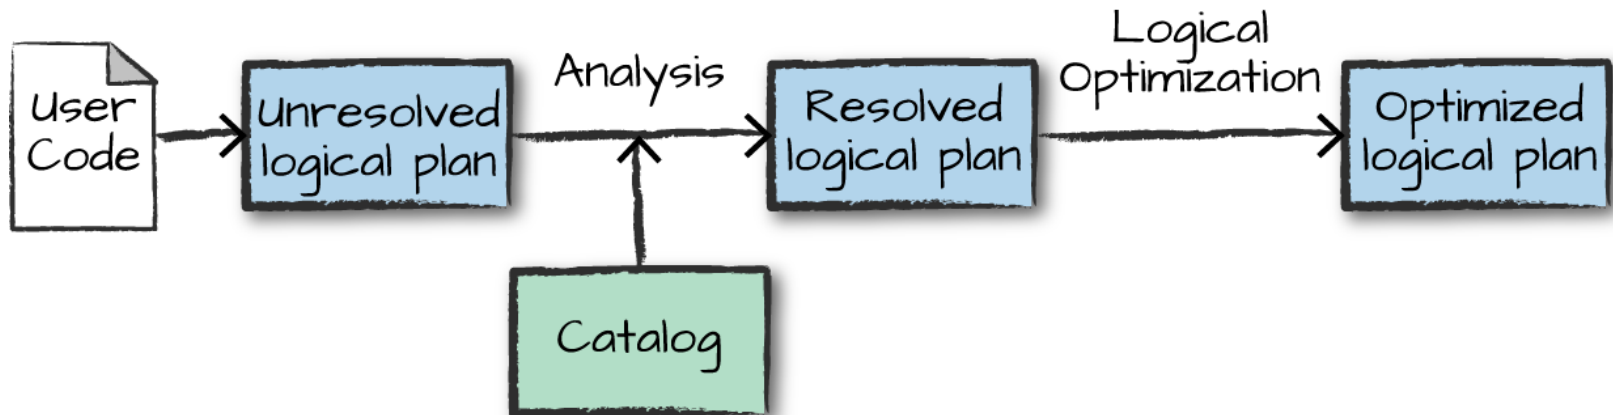 User
Code
Unresolved
logical plan
Analysis
Resolved
logical plan
Logical
Optimization
Optimized
logical plan
Catalog